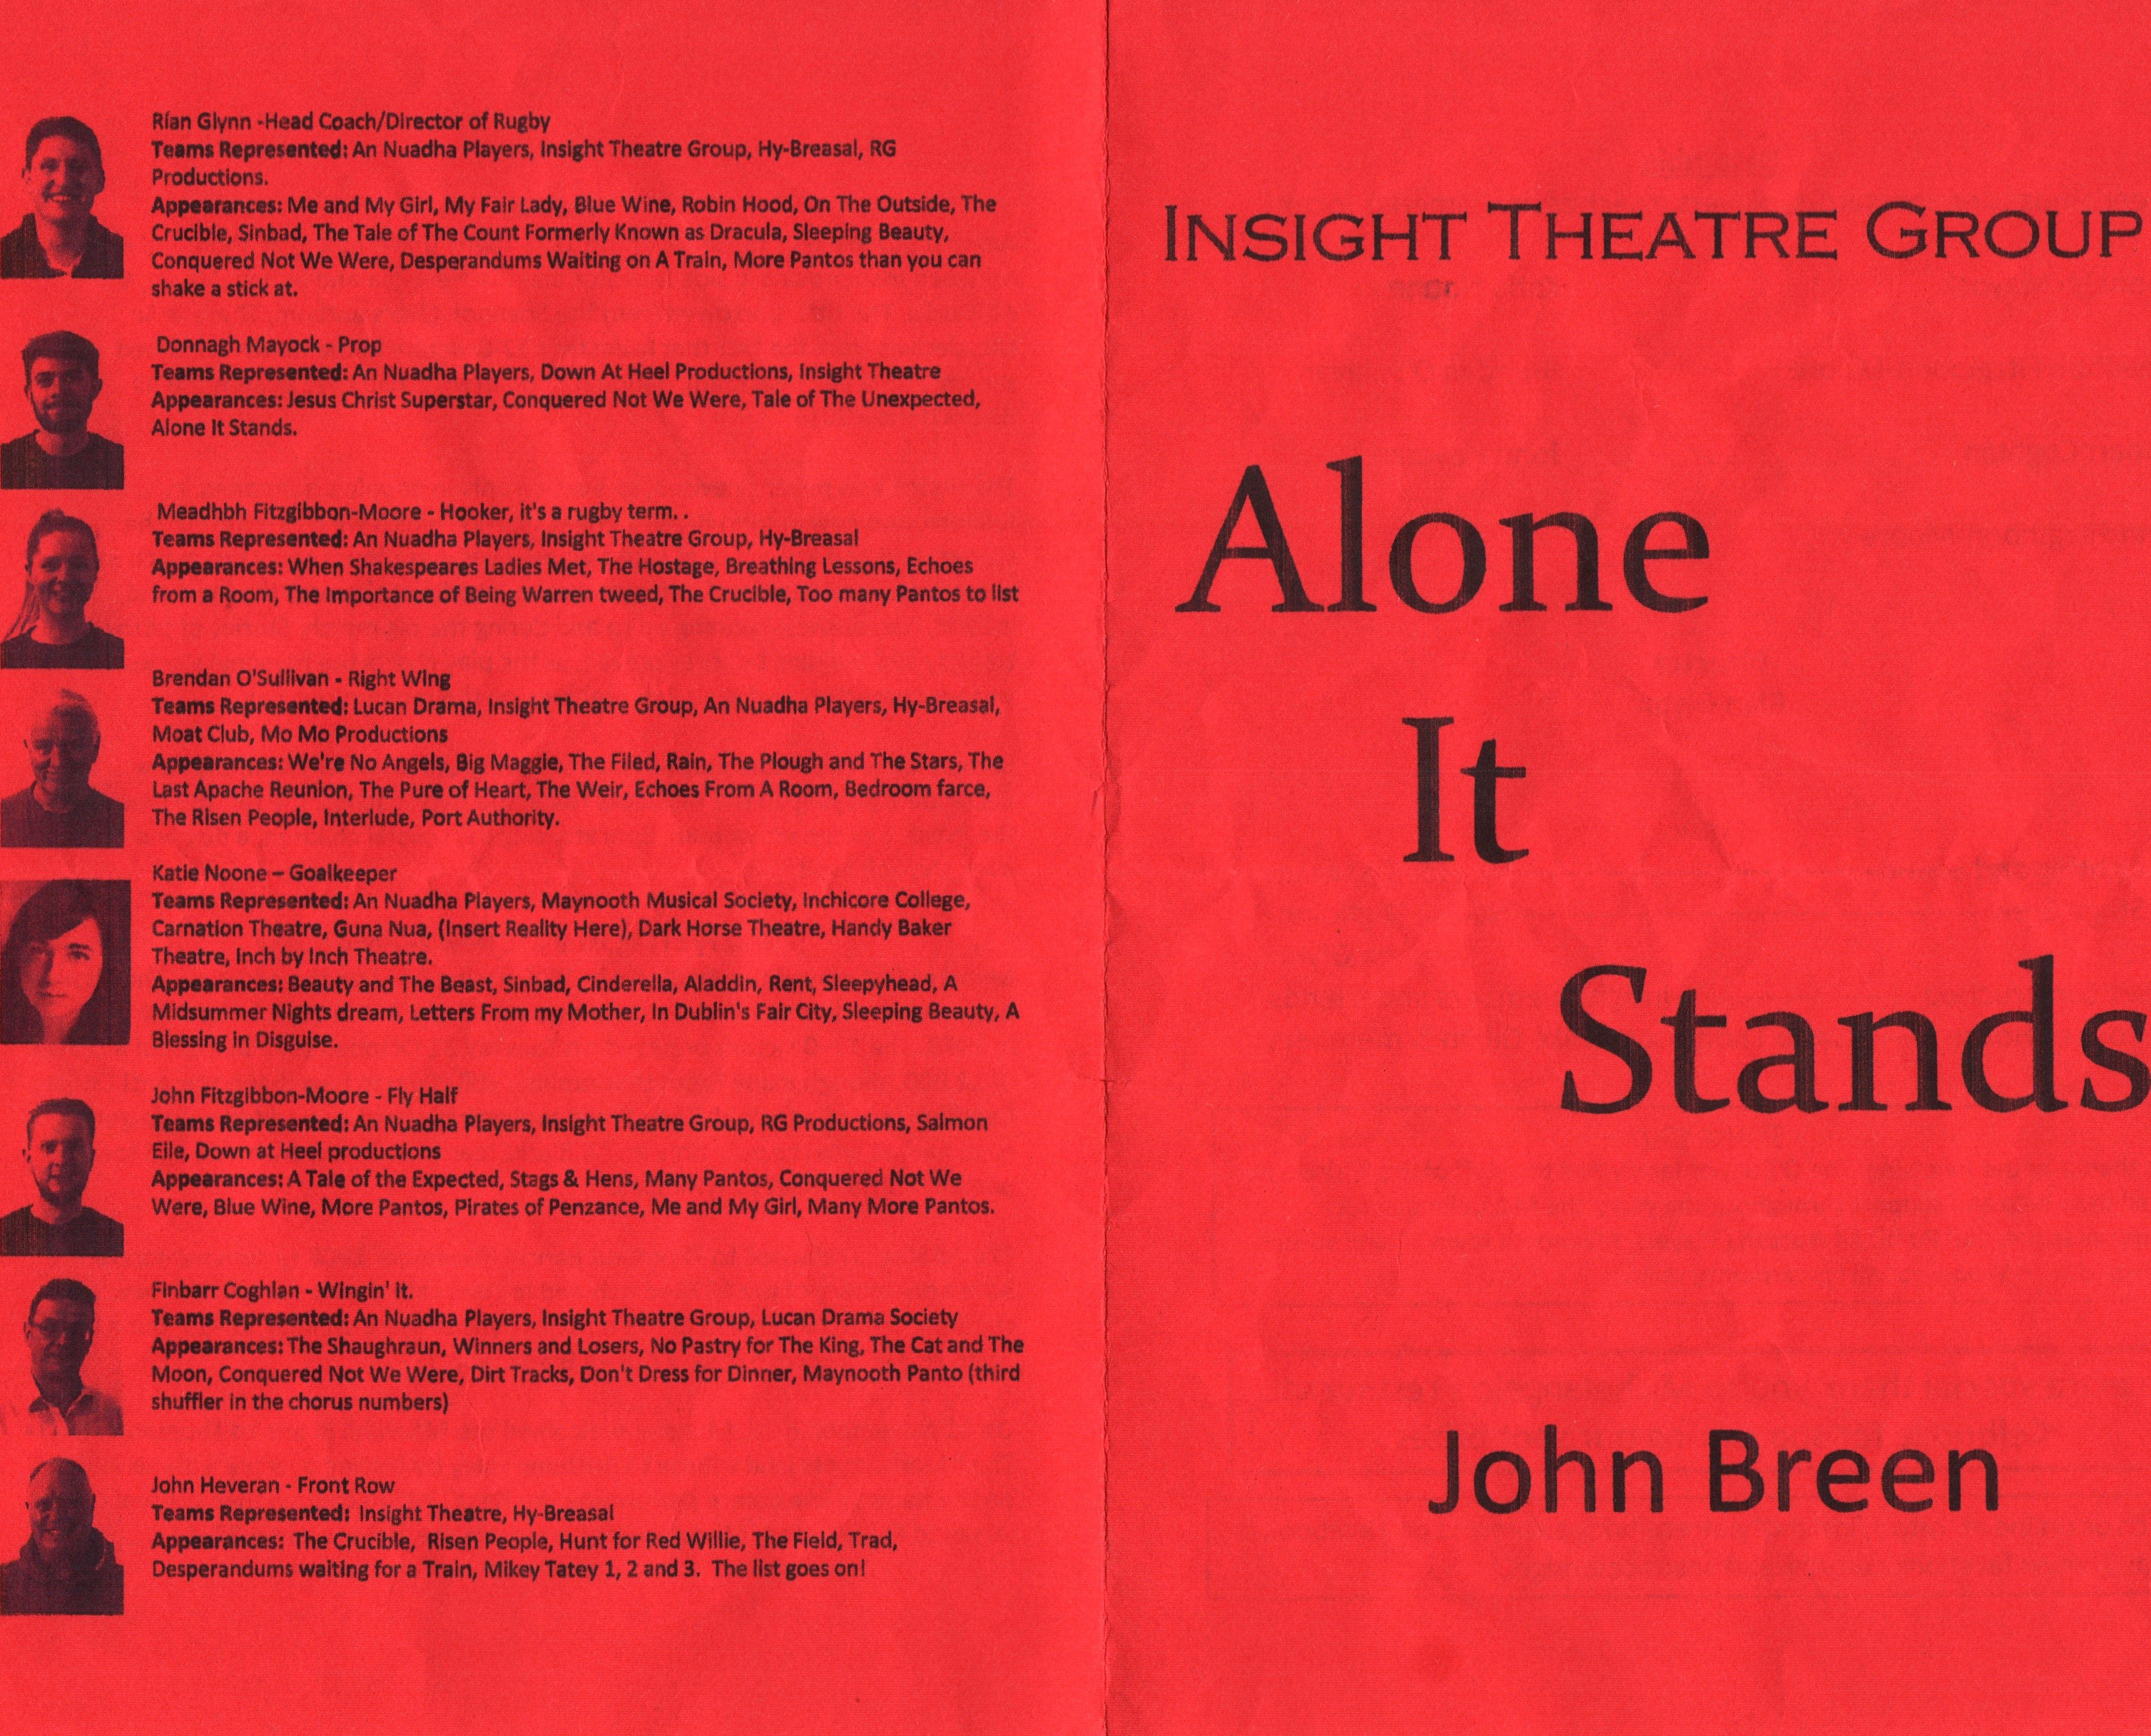 Rían Glynn -Head Coach/Director of Rugby
Teams Represented: An Nuadha Players, Insight Theatre Group, Hy-Breasal, RG
Productions.
Appearances: Me and My Girl, My Fair Lady, Blue Wine, Robin Hood, On The Outside, The
Crucible, Sinbad, The Tale of The Count Formerly Known as Dracula, Sleeping Beauty,
Conquered Not We Were, Desperandums Waiting on A Train, More Pantos than you can
shake a stick at.
Donnagh Mayock - Prop
Teams Represented: An Nuadha Players, Down At Heel Productions, Insight Theatre
Appearances: Jesus Christ Superstar, Conquered Not We Were, Tale of The Unexpected,
Alone It Stands.
Meadhbh Fitzgibbon-Moore - Hooker, it's a rugby term. .
Teams Represented: An Nuadha Players, Insight Theatre Group, Hy-Breasal
Appearances: When Shakespeares Ladies Met, The Hostage, Breathing Lessons, Echoes
from a Room, The Importance of Being Warren tweed, The Crucible, Too many Pantos to list
Brendan O'Sullivan - Right Wing
Teams Represented: Lucan Drama, Insight Theatre Group, An Nuadha Players, Hy-Breasal,
Moat Club, Mo Mo Productions
Appearances: We're No Angels, Big Maggie, The Filed, Rain, The Plough and The Stars, The
Last Apache Reunion, The Pure of Heart, The Weir, Echoes From A Room, Bedroom farce,
The Risen People, Interlude, Port Authority.
Katie Noone – Goalkeeper
Teams Represented: An Nuadha Players, Maynooth Musical Society, Inchicore College,
Carnation Theatre, Guna Nua, (Insert Reality Here), Dark Horse Theatre, Handy Baker
Theatre, Inch by Inch Theatre.
Appearances: Beauty and The Beast, Sinbad, Cinderella, Aladdin, Rent, Sleepyhead, A
Midsummer Nights dream, Letters From my Mother, In Dublin's Fair City, Sleeping Beauty, A
Blessing in Disguise.
John Fitzgibbon-Moore - Fly Half
Teams Represented: An Nuadha Players, Insight Theatre Group, RG Productions, Salmon
Eile, Down at Heel productions
Appearances: A Tale of the Expected, Stags & Hens, Many Pantos, Conquered Not We
Were, Blue Wine, More Pantos, Pirates of Penzance, Me and My Girl, Many More Pantos.
Finbarr Coghlan - Wingin' it.
Teams Represented: An Nuadha Players, Insight Theatre Group, Lucan Drama Society
Appearances: The Shaughraun, Winners and Losers, No Pastry for The King, The Cat and The
Moon, Conquered Not We Were, Dirt Tracks, Don't Dress for Dinner, Maynooth Panto (third
shuffler in the chorus numbers)
John Heveran - Front Row
Teams Represented: Insight Theatre, Hy-Breasal
Appearances: The Crucible, Risen People, Hunt for Red Willie, The Field, Trad,
Desperandums waiting for a Train, Mikey Tatey 1, 2 and 3. The list goes on!
INSIGHT THEATRE GROUP
Alone
It
Stands
John Breen